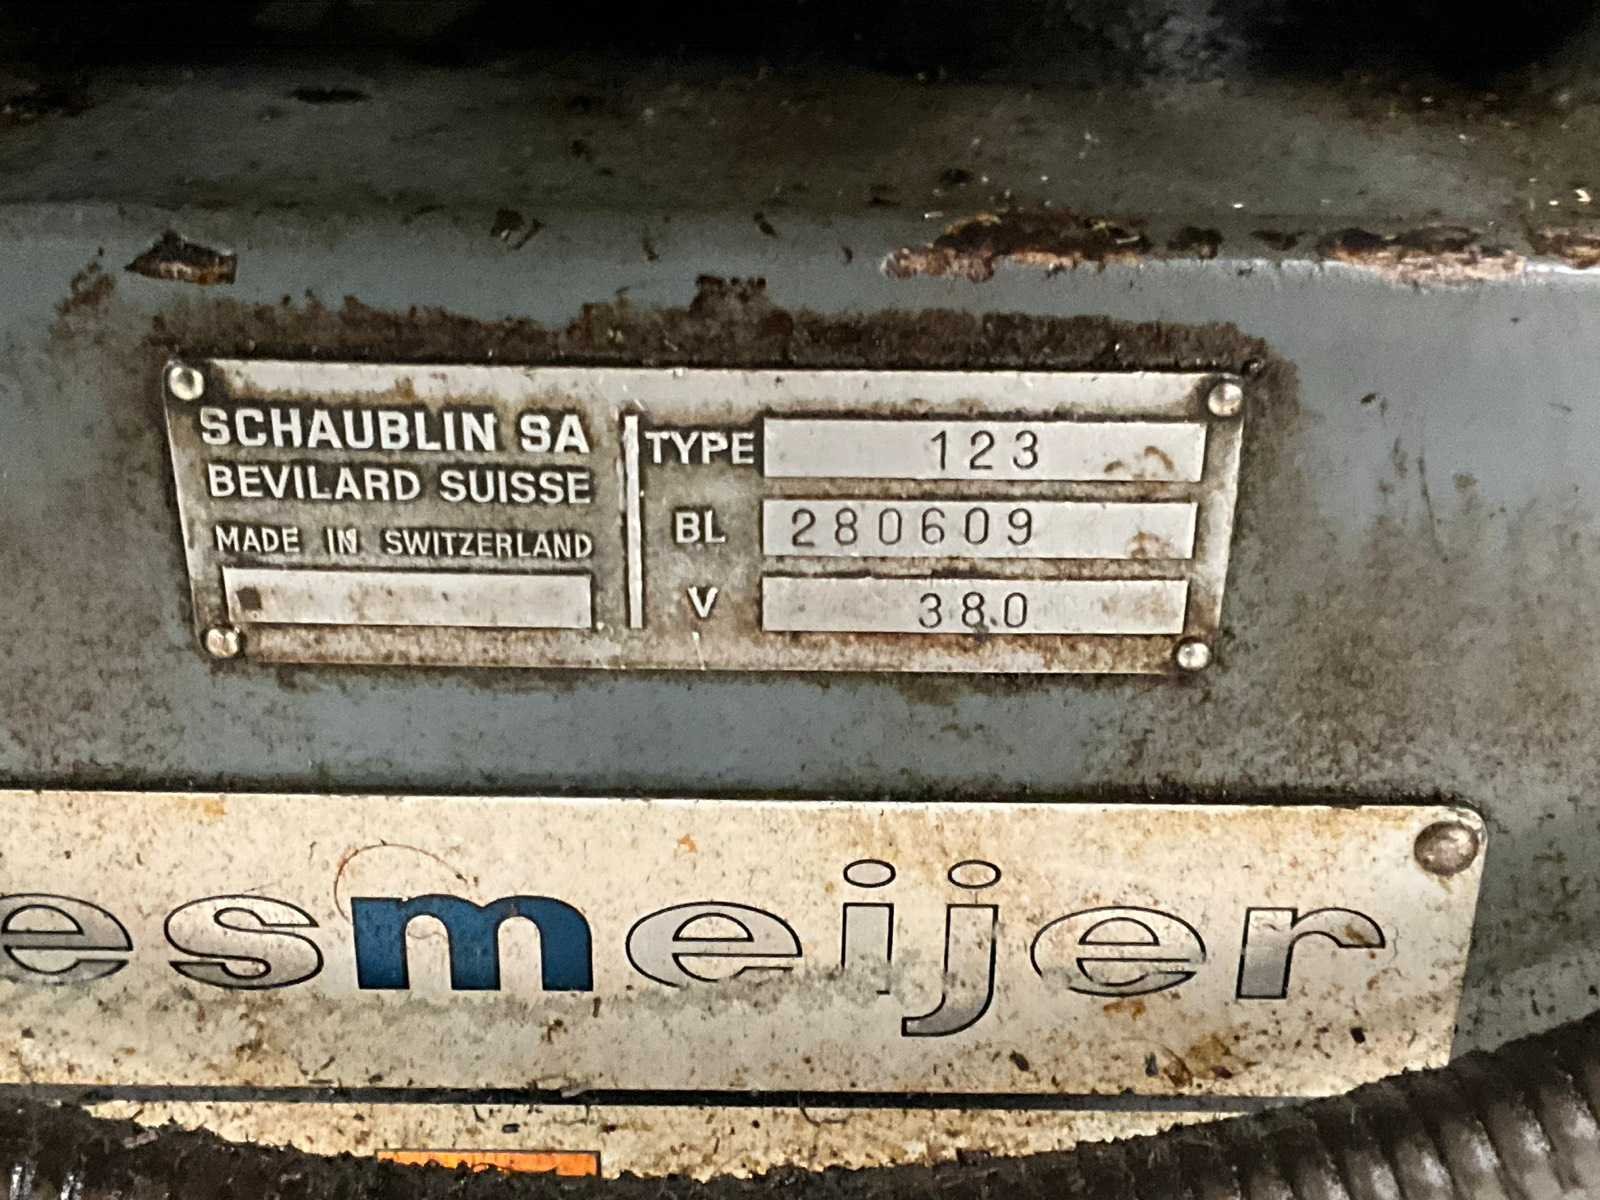 SCHAUBLIN SA
BEVILARD SUISSE
MADE IN SWITZERLAND
TYPE 123
BL 280609
V 380
esmeijer